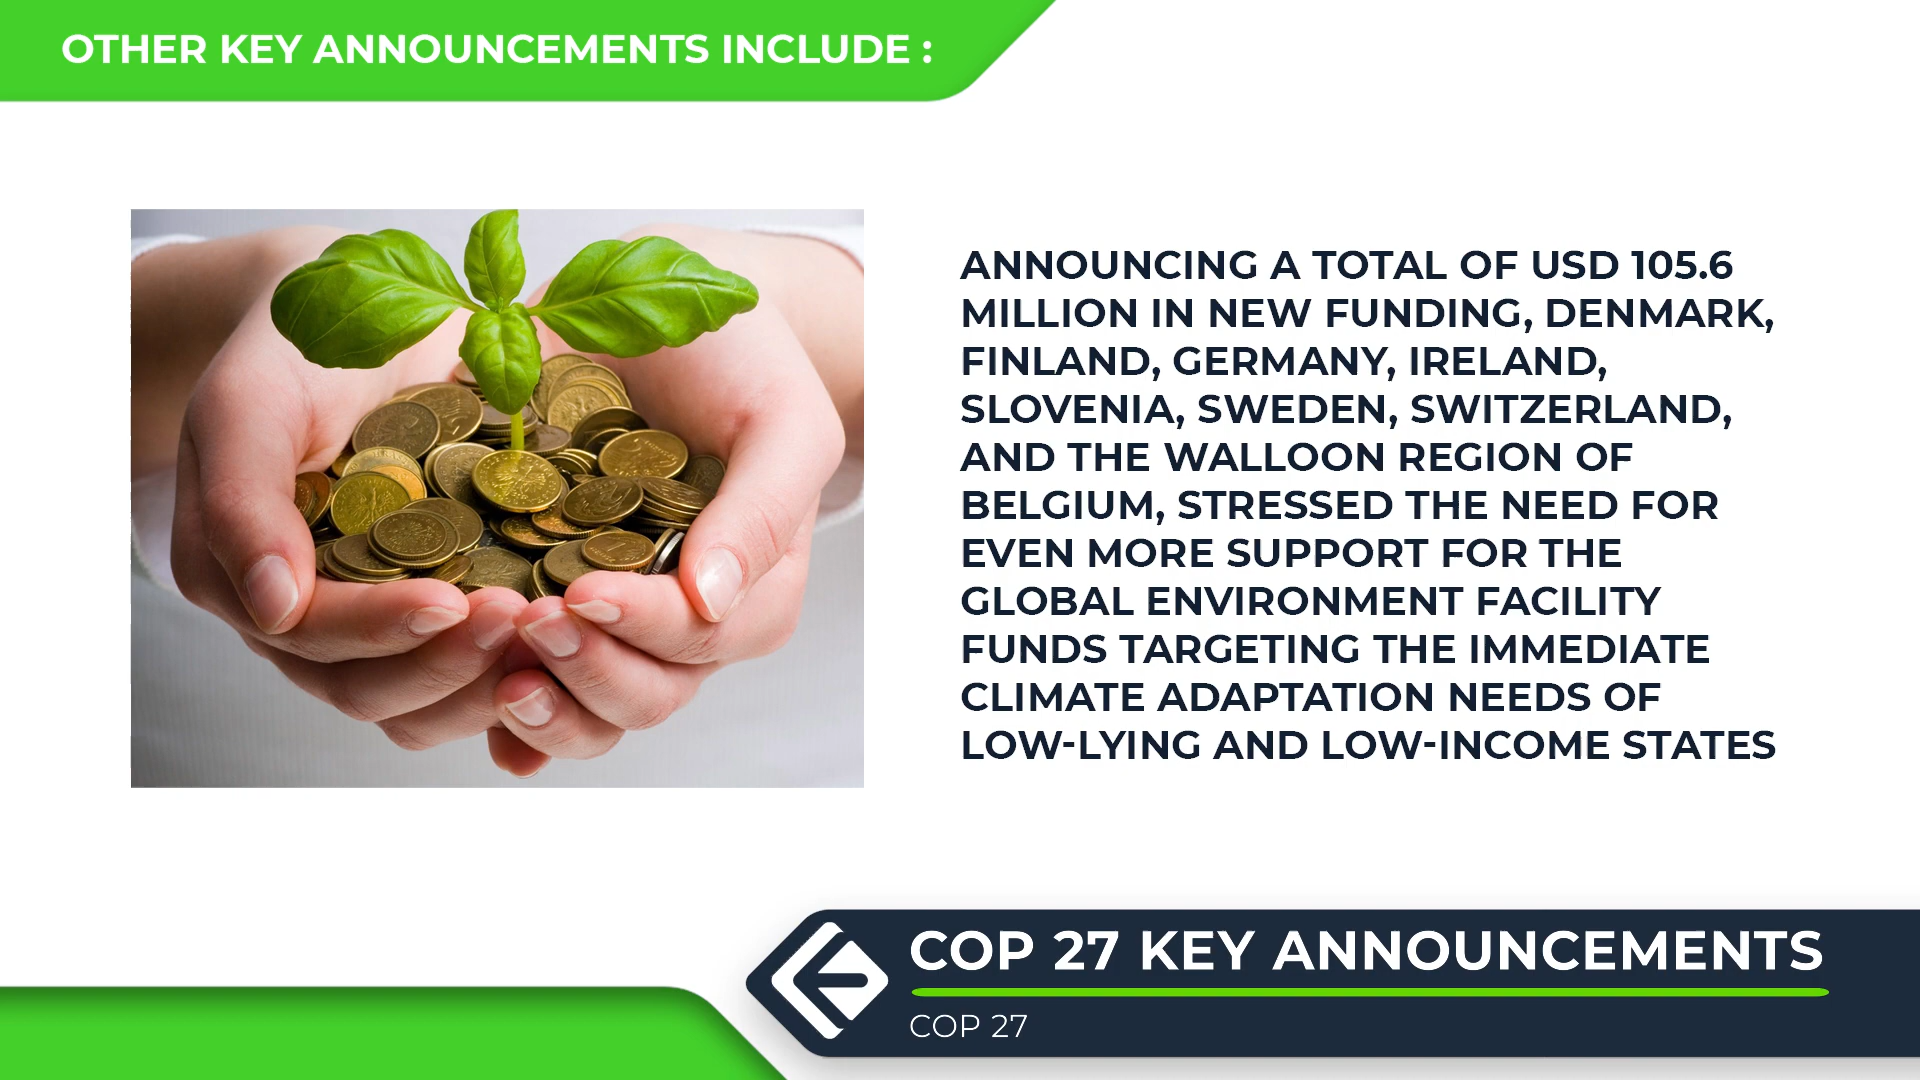 OTHER KEY ANNOUNCEMENTS INCLUDE :
ANNOUNCING A TOTAL OF USD 105.6
MILLION IN NEW FUNDING, DENMARK,
FINLAND, GERMANY, IRELAND,
SLOVENIA, SWEDEN, SWITZERLAND,
AND THE WALLOON REGION OF
BELGIUM, STRESSED THE NEED FOR
EVEN MORE SUPPORT FOR THE
GLOBAL ENVIRONMENT FACILITY
FUNDS TARGETING THE IMMEDIATE
CLIMATE ADAPTATION NEEDS OF
LOW-LYING AND LOW-INCOME STATES
COP 27 KEY ANNOUNCEMENTS
COP 27